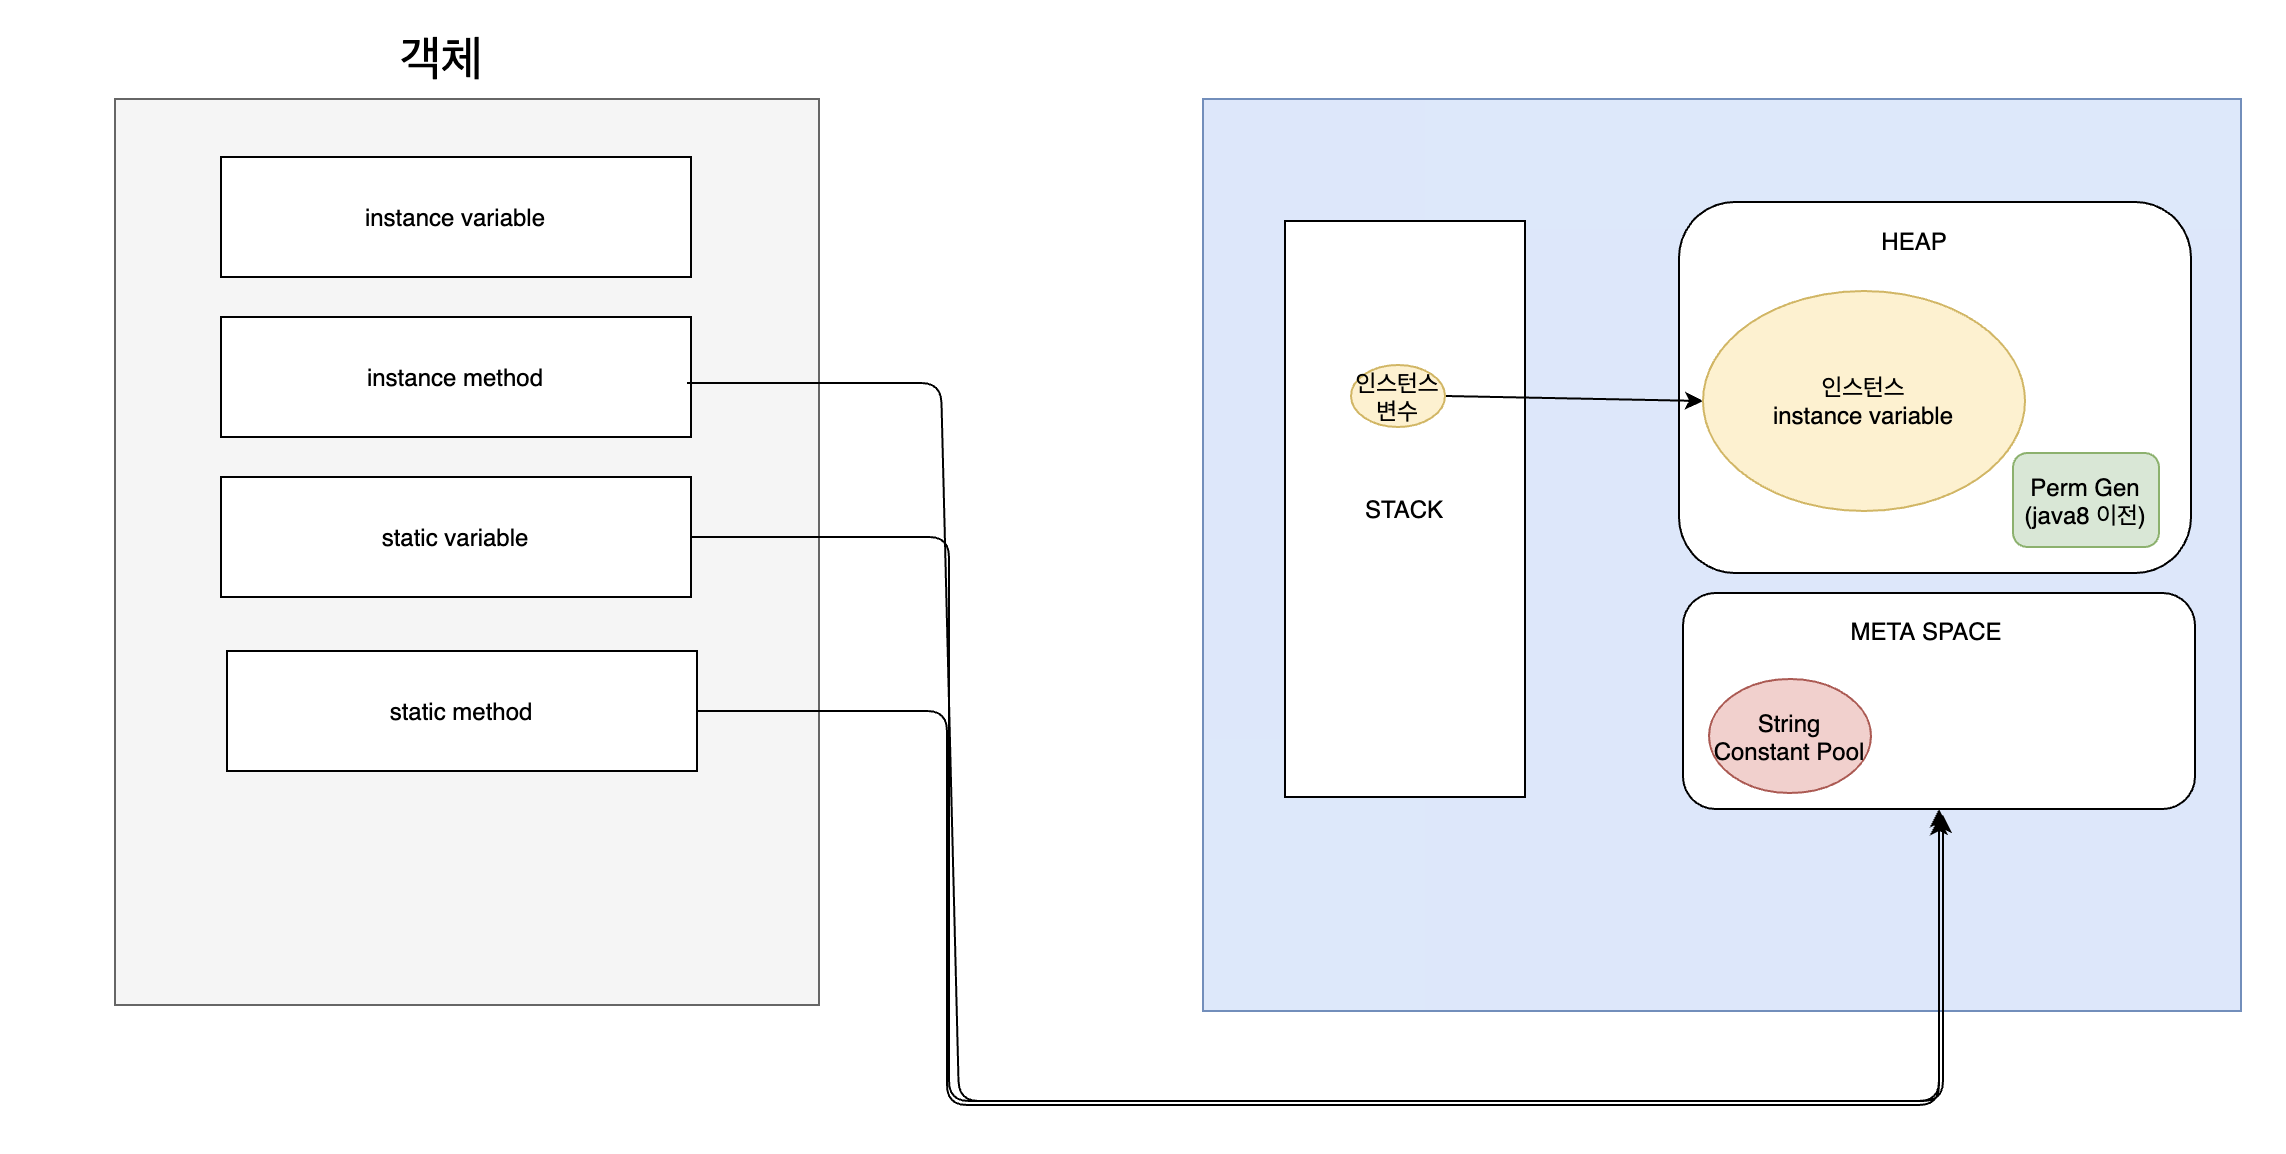 객체
instance variable
instance method
static variable
static method
인스턴스
변수
STACK
HEAP
인스턴스
instance variable
Perm Gen
(java8 이전)
META SPACE
String
Constant Pool